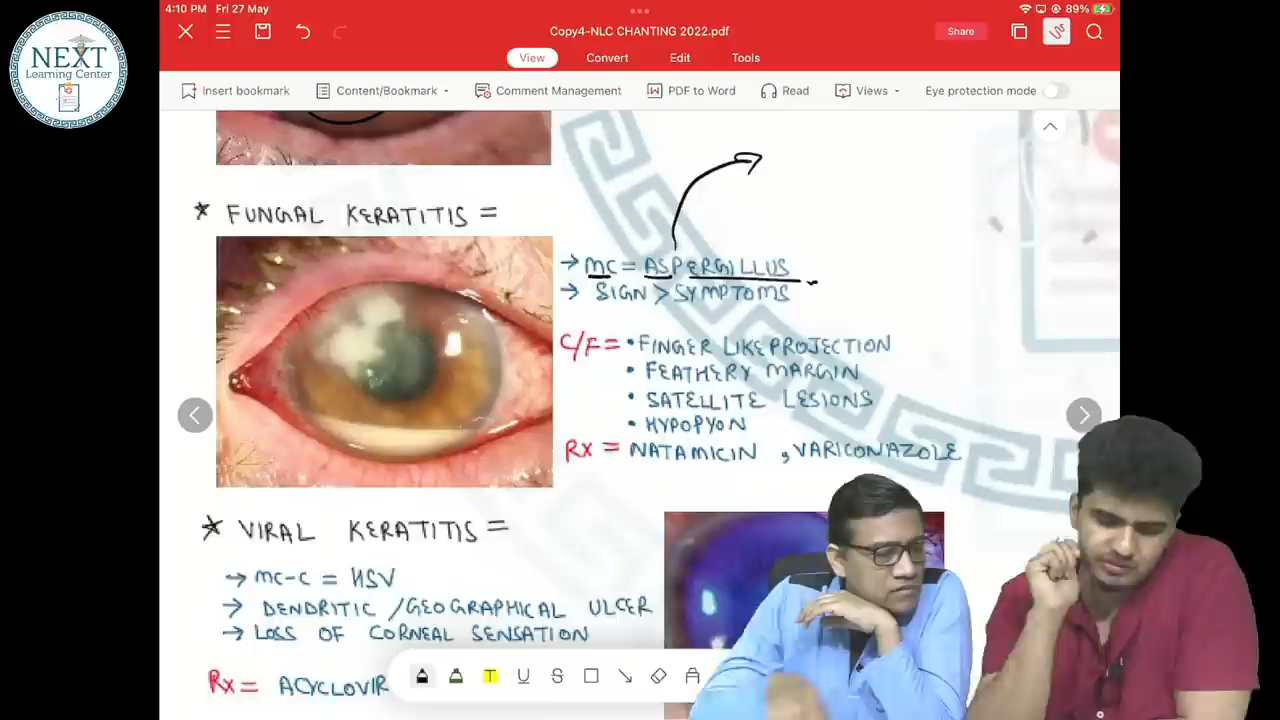 4:10 PM Fri 27 May
89%
NEXT
Learning Center
Copy4-NLC CHANTING 2022.pdf
Share
View
Convert
Edit
Tools
Insert bookmark
Content/Bookmark
Comment Management
PDF to Word
Read
Views
Eye protection mode
* FUNGAL KERATITIS =
→ MC = ASPERGILLUS
→ SIGN > SYMPTOMS
C/F = • FINGER LIKE PROJECTION
• FEATHERY MARGIN
• SATELLITE LESIONS
• HYPOPYON
Rx = NATAMICIN , VARICONAZOLE
* VIRAL KERATITIS =
→ MC-C = HSV
→ DENDRITIC / GEOGRAPHICAL ULCER
→ LOSS OF CORNEAL SENSATION
Rx = ACYCLOVIR
T U S